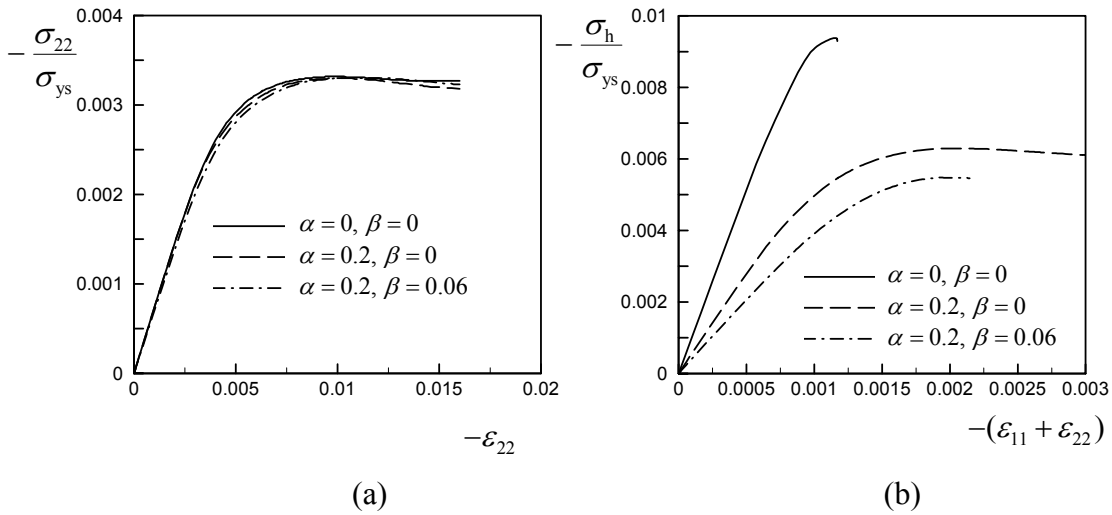 0.004
0.003
0.002
0.001
0
− σ22/σys
α = 0, β = 0
α = 0.2, β = 0
α = 0.2, β = 0.06
0 0.005 0.01 0.015 0.02
−ε22
(a)
0.01
0.008
0.006
0.004
0.002
0
− σh/σys
α = 0, β = 0
α = 0.2, β = 0
α = 0.2, β = 0.06
0 0.0005 0.001 0.0015 0.002 0.0025 0.003
−(ε11 + ε22)
(b)